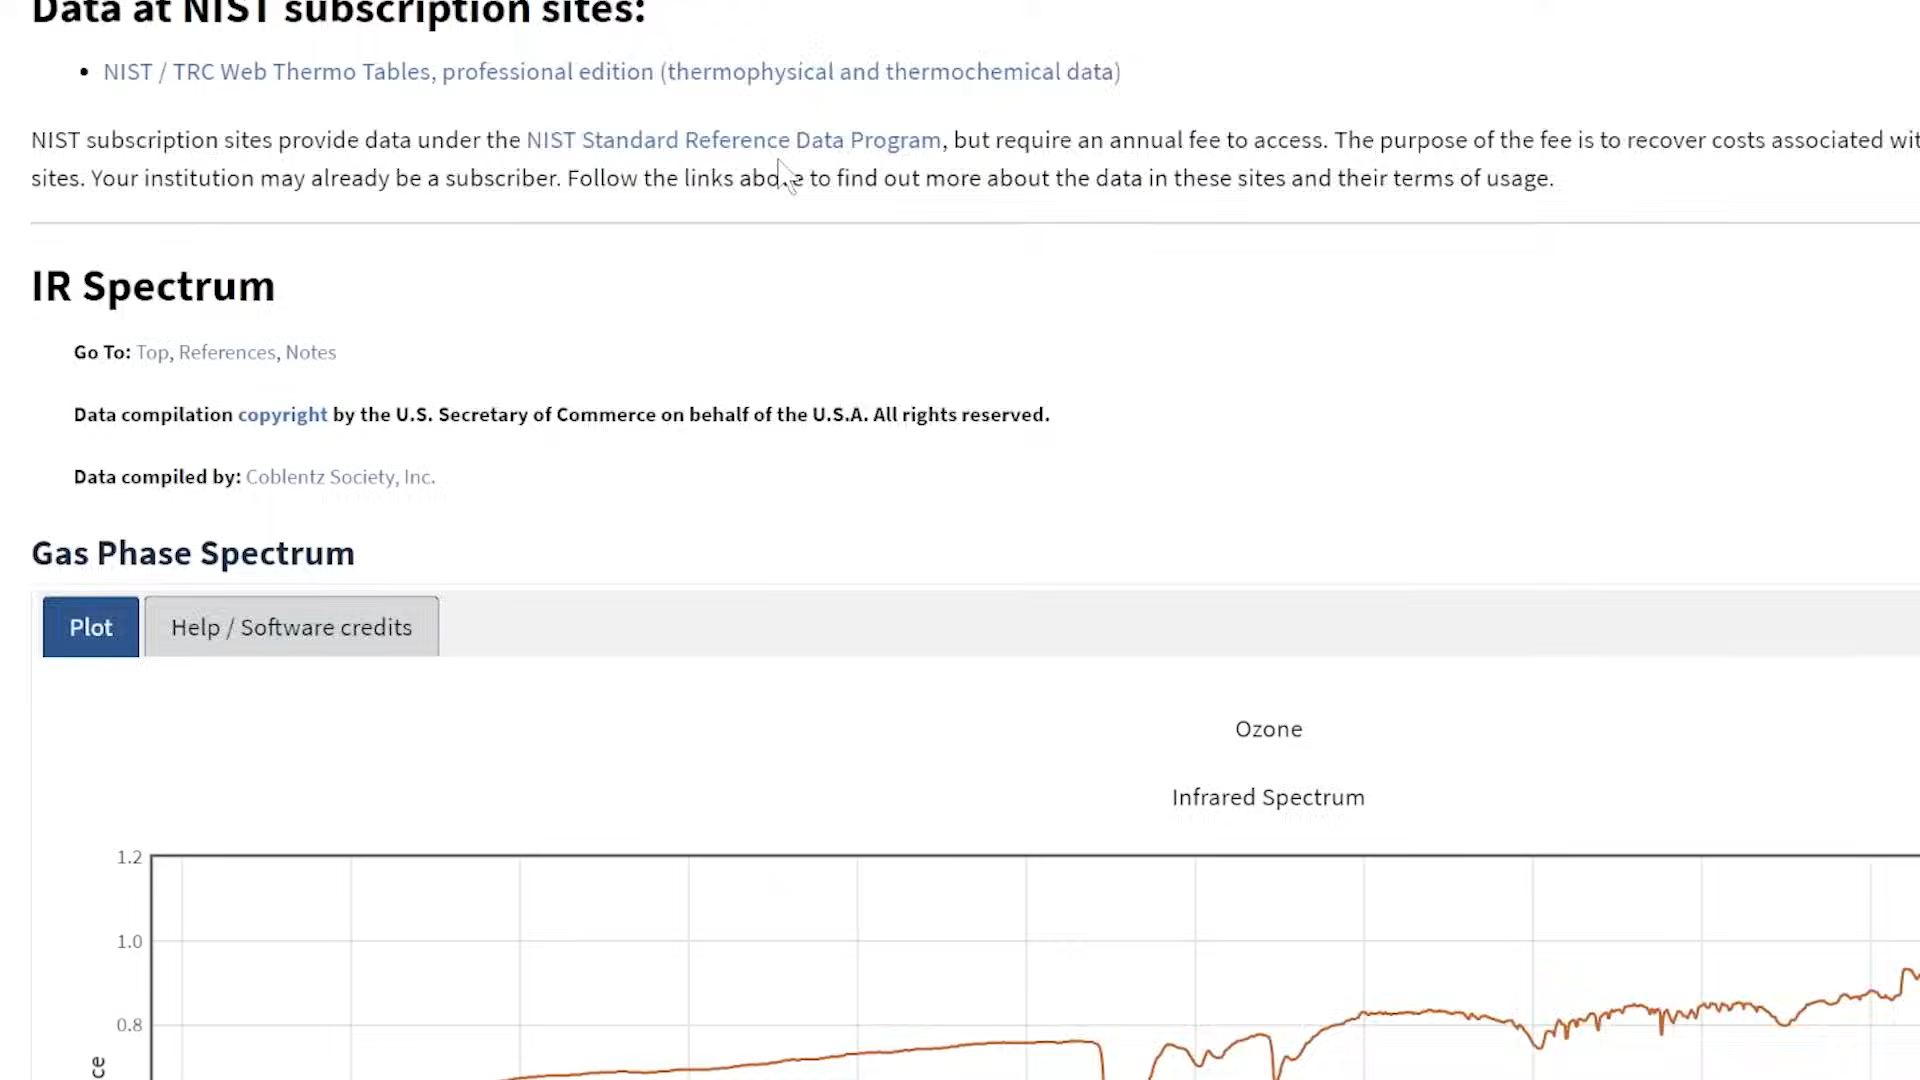 Data at NIST subscription sites:
NIST / TRC Web Thermo Tables, professional edition (thermophysical and thermochemical data)
NIST subscription sites provide data under the NIST Standard Reference Data Program, but require an annual fee to access. The purpose of the fee is to recover costs associated
sites. Your institution may already be a subscriber. Follow the links above to find out more about the data in these sites and their terms of usage.
IR Spectrum
Go To: Top, References, Notes
Data compilation copyright by the U.S. Secretary of Commerce on behalf of the U.S.A. All rights reserved.
Data compiled by: Coblentz Society, Inc.
Gas Phase Spectrum
Plot Help / Software credits
Ozone
Infrared Spectrum
1.2
1.0
0.8